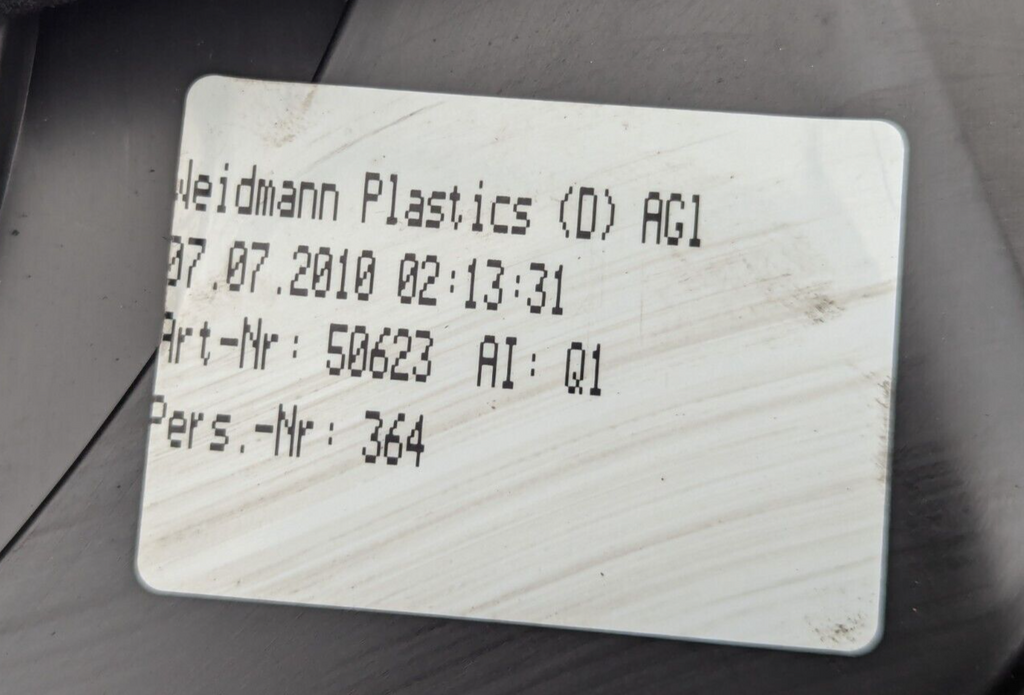 Weidmann Plastics (D) AG1
07.07.2010 02:13:31
Art-Nr: 50623 AI: Q1
Pers.-Nr: 364